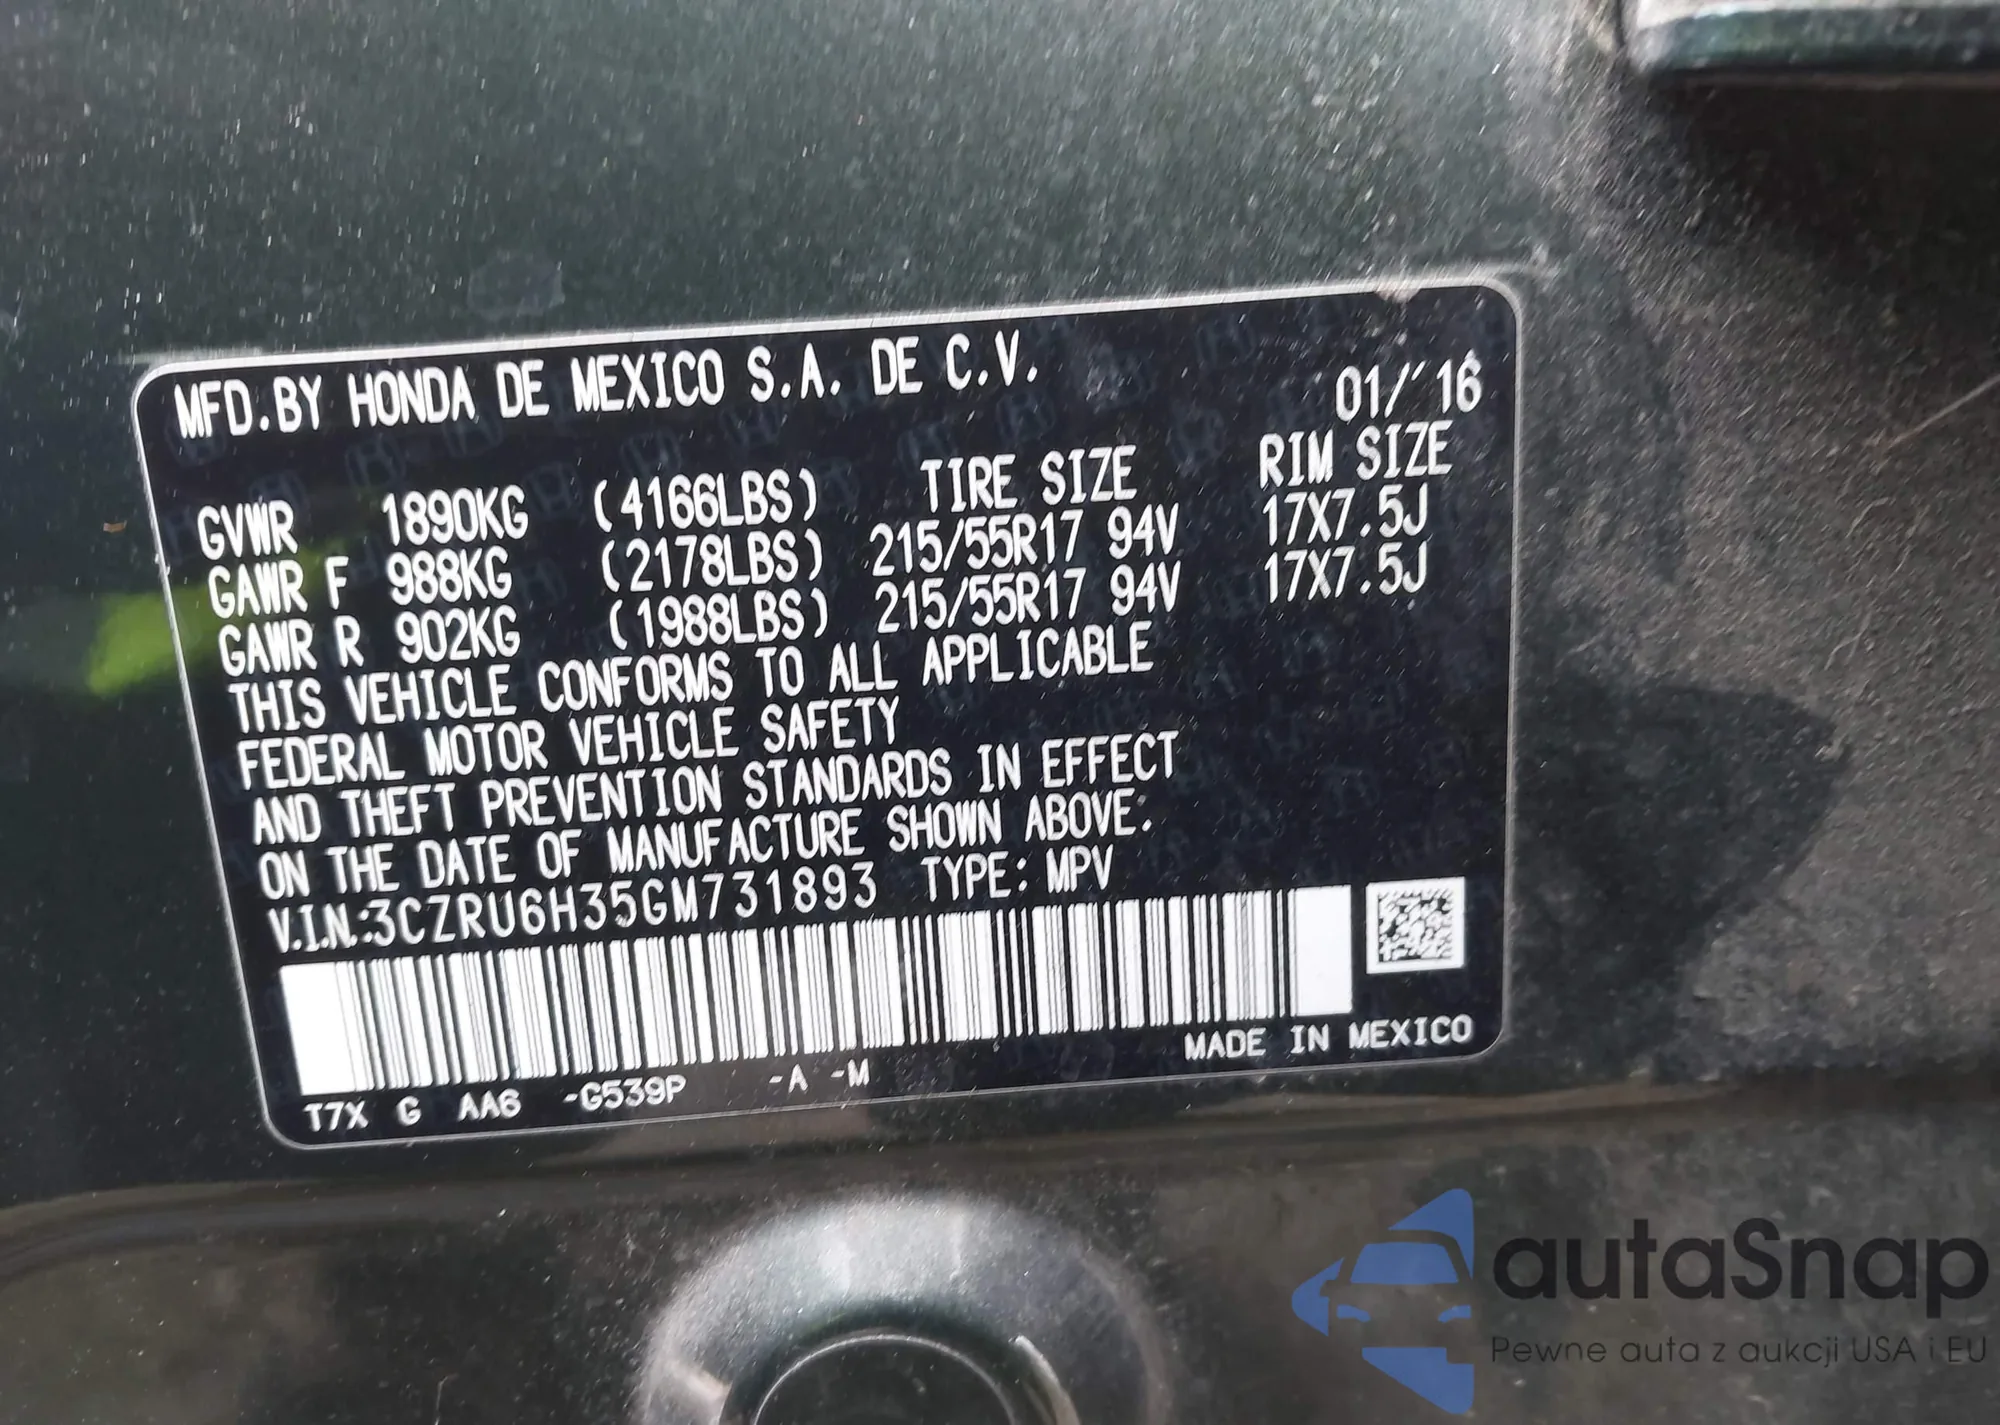 MFD.BY HONDA DE MEXICO S.A. DE C.V.
01/'16
GVWR 1890KG (4166LBS) TIRE SIZE RIM SIZE
GAWR F 988KG (2178LBS) 215/55R17 94V 17X7.5J
GAWR R 902KG (1988LBS) 215/55R17 94V 17X7.5J
THIS VEHICLE CONFORMS TO ALL APPLICABLE
FEDERAL MOTOR VEHICLE SAFETY
AND THEFT PREVENTION STANDARDS IN EFFECT
ON THE DATE OF MANUFACTURE SHOWN ABOVE.
V.I.N.:3CZRU6H35GM731893 TYPE: MPV
MADE IN MEXICO
T7X G AA6 -G539P -A -M
autaSnap
Pewne auta z aukcji USA i EU